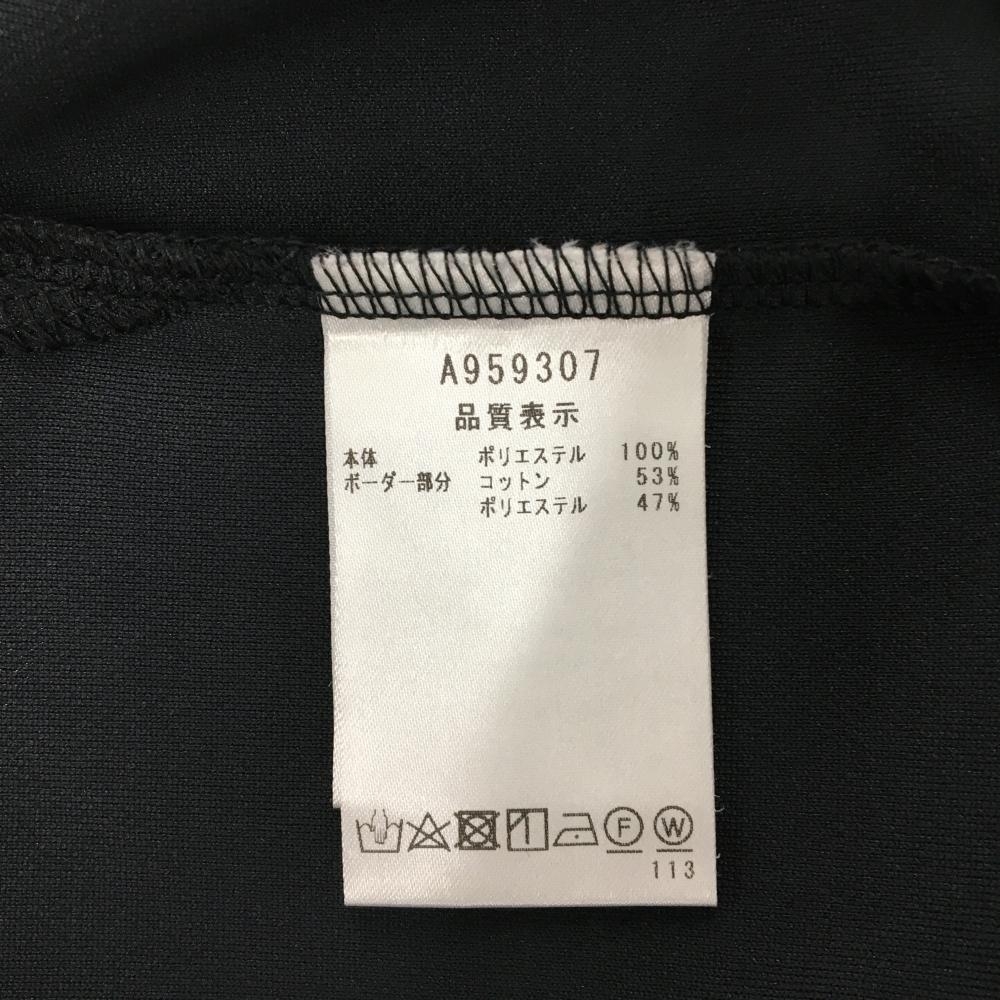 A959307
品質表示
本体 ポリエステル 100%
ボーダー部分 コットン 53%
ポリエステル 47%
F W
113